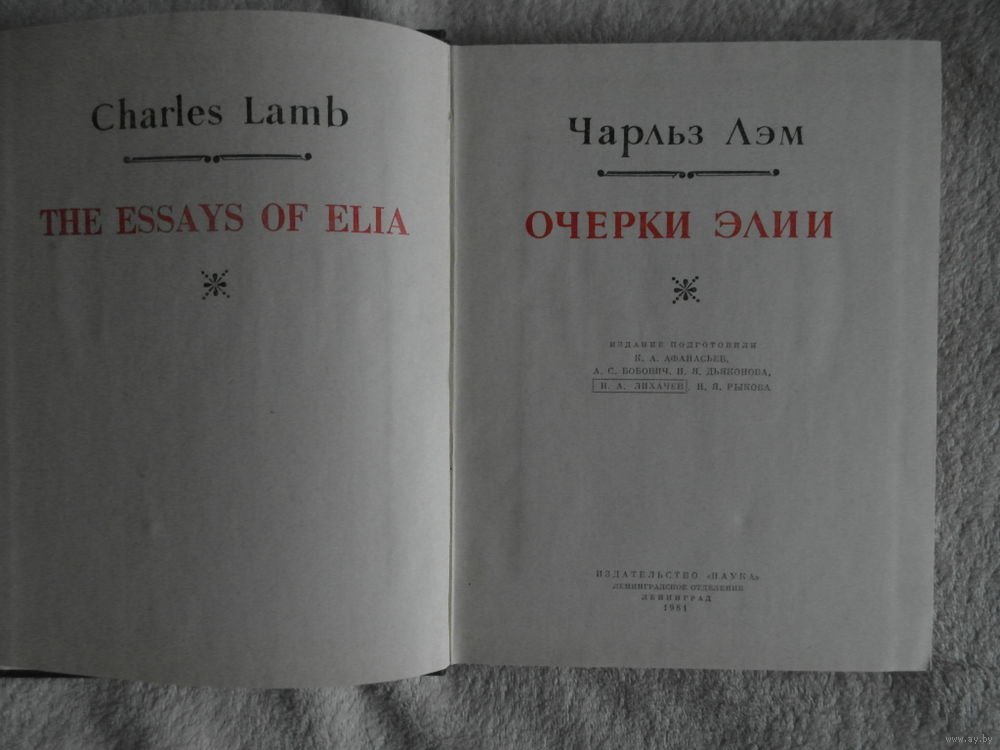 Charles Lamb
THE ESSAYS OF ELIA
Чарльз Лэм
ОЧЕРКИ ЭЛИИ
ИЗДАНИЕ ПОДГОТОВИЛИ
К. А. АФАНАСЬЕВ,
А. С. БОБОВИЧ, Н. Я. ДЬЯКОНОВА,
И. А. ЛИХАЧЕВ, Н. Я. РЫКОВА
ИЗДАТЕЛЬСТВО «НАУКА»
ЛЕНИНГРАДСКОЕ ОТДЕЛЕНИЕ
ЛЕНИНГРАД
1981
www.ay.by